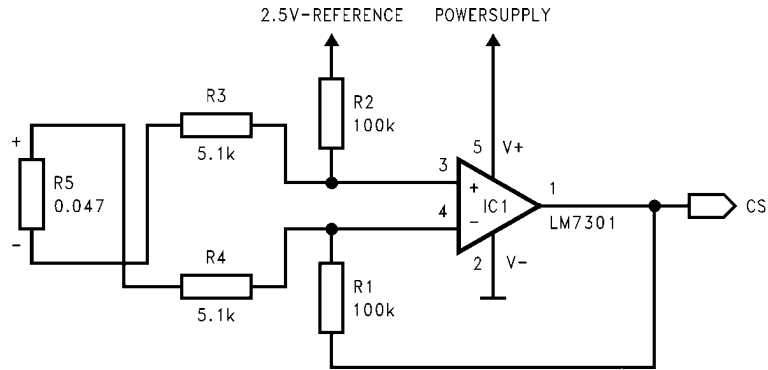 2.5V-REFERENCE
POWERSUPPLY
R3
5.1k
R2
100k
+
R5
0.047
-
5
V+
3
+
4
-
IC1
1
LM7301
CS
2
V-
R4
5.1k
R1
100k